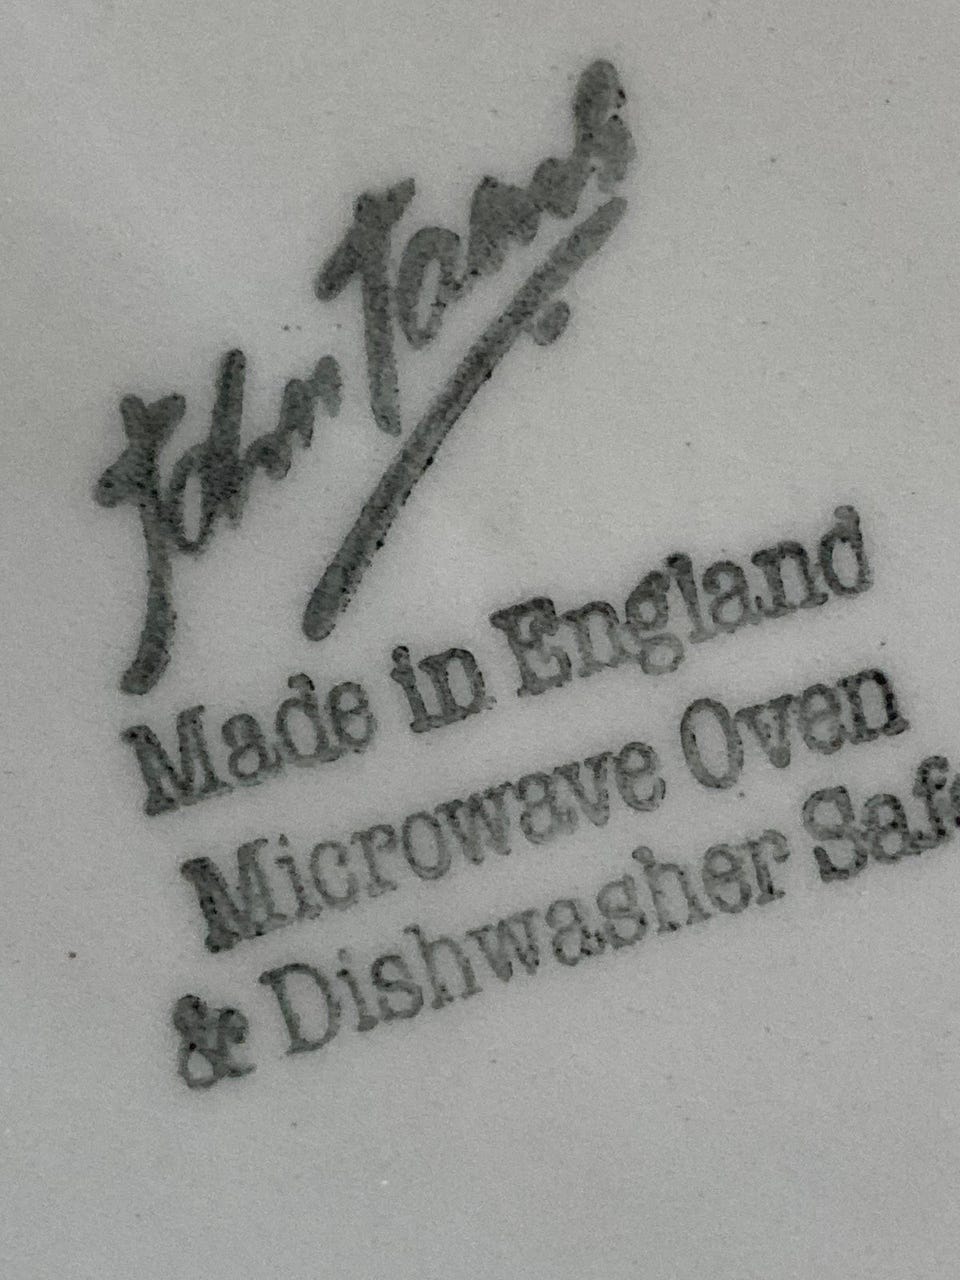 John Tams
Made in England
Microwave Oven
& Dishwasher Safe